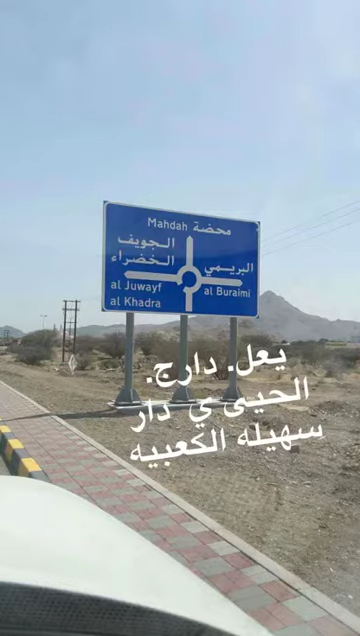 Mahdah محضة
الجويف
الخضراء
البريمي
al Juwayf
al Khadra
al Buraimi
يعل. دارج.
الحيى ي دار
سهيله الكعبيه